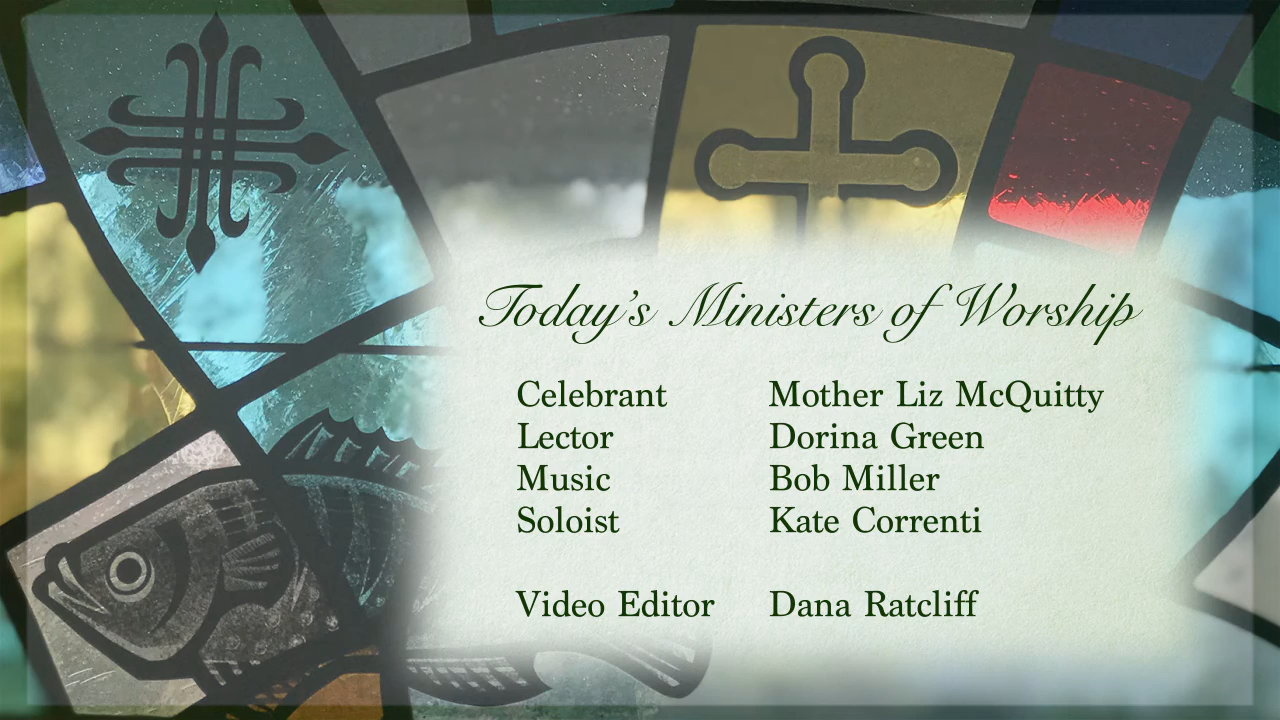 Today's Ministers of Worship
Celebrant Mother Liz McQuitty
Lector Dorina Green
Music Bob Miller
Soloist Kate Correnti
Video Editor Dana Ratcliff